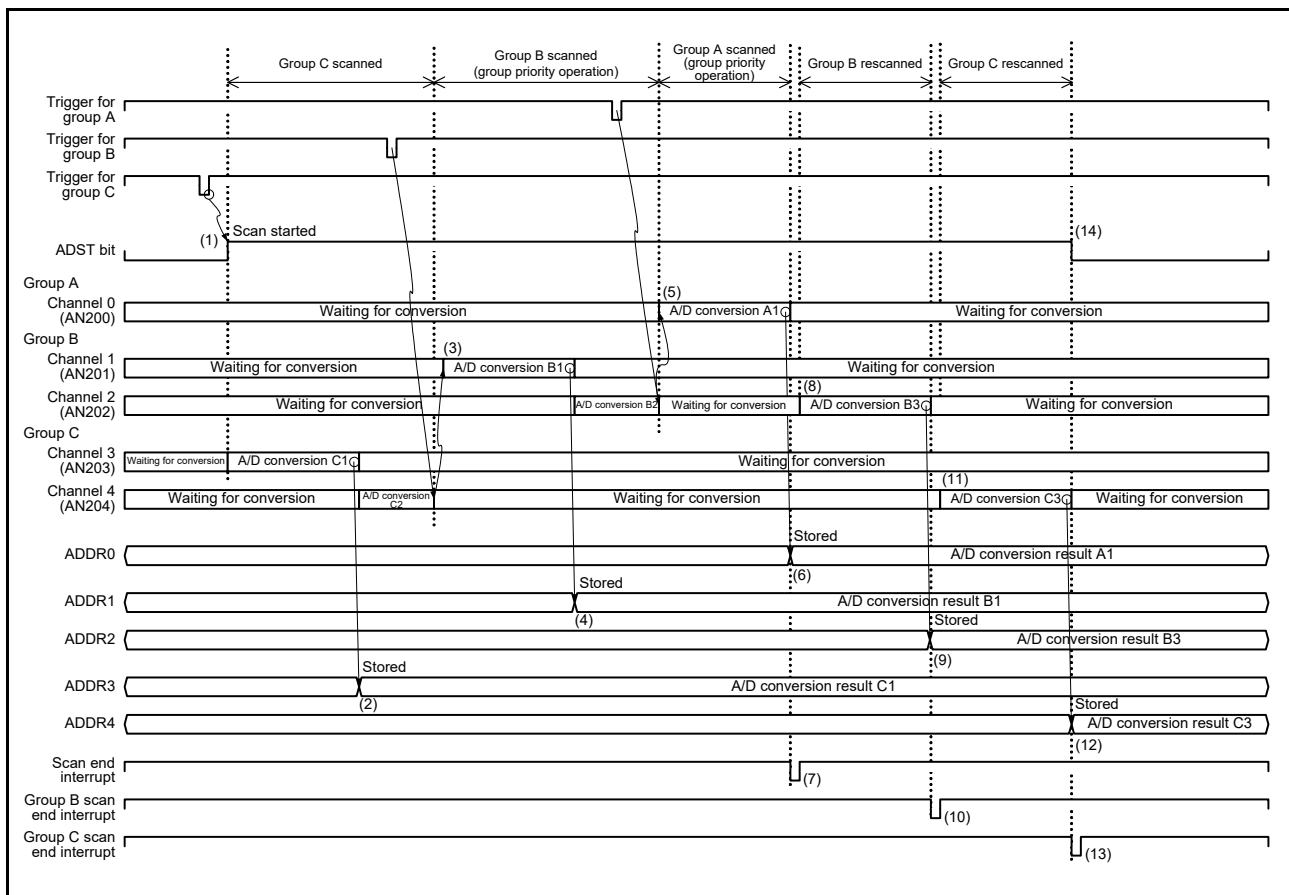 Group C scanned
Group B scanned
(group priority operation)
Group A scanned
(group priority
operation)
Group B rescanned
Group C rescanned
Trigger for
group A
Trigger for
group B
Trigger for
group C
ADST bit
(1)
Scan started
(14)
Group A
Channel 0
(AN200)
Waiting for conversion
(5)
A/D conversion A1
Waiting for conversion
Group B
Channel 1
(AN201)
Waiting for conversion
(3)
A/D conversion B1
Waiting for conversion
Channel 2
(AN202)
Waiting for conversion
A/D conversion B2
Waiting for conversion
(8)
A/D conversion B3
Waiting for conversion
Group C
Channel 3
(AN203)
Waiting for conversion
A/D conversion C1
Waiting for conversion
Channel 4
(AN204)
Waiting for conversion
A/D conversion
C2
Waiting for conversion
(11)
A/D conversion C3
Waiting for conversion
ADDR0
Stored
A/D conversion result A1
(6)
ADDR1
Stored
A/D conversion result B1
(4)
ADDR2
Stored
A/D conversion result B3
(9)
ADDR3
Stored
A/D conversion result C1
(2)
ADDR4
Stored
A/D conversion result C3
(12)
Scan end
interrupt
(7)
Group B scan
end interrupt
(10)
Group C scan
end interrupt
(13)